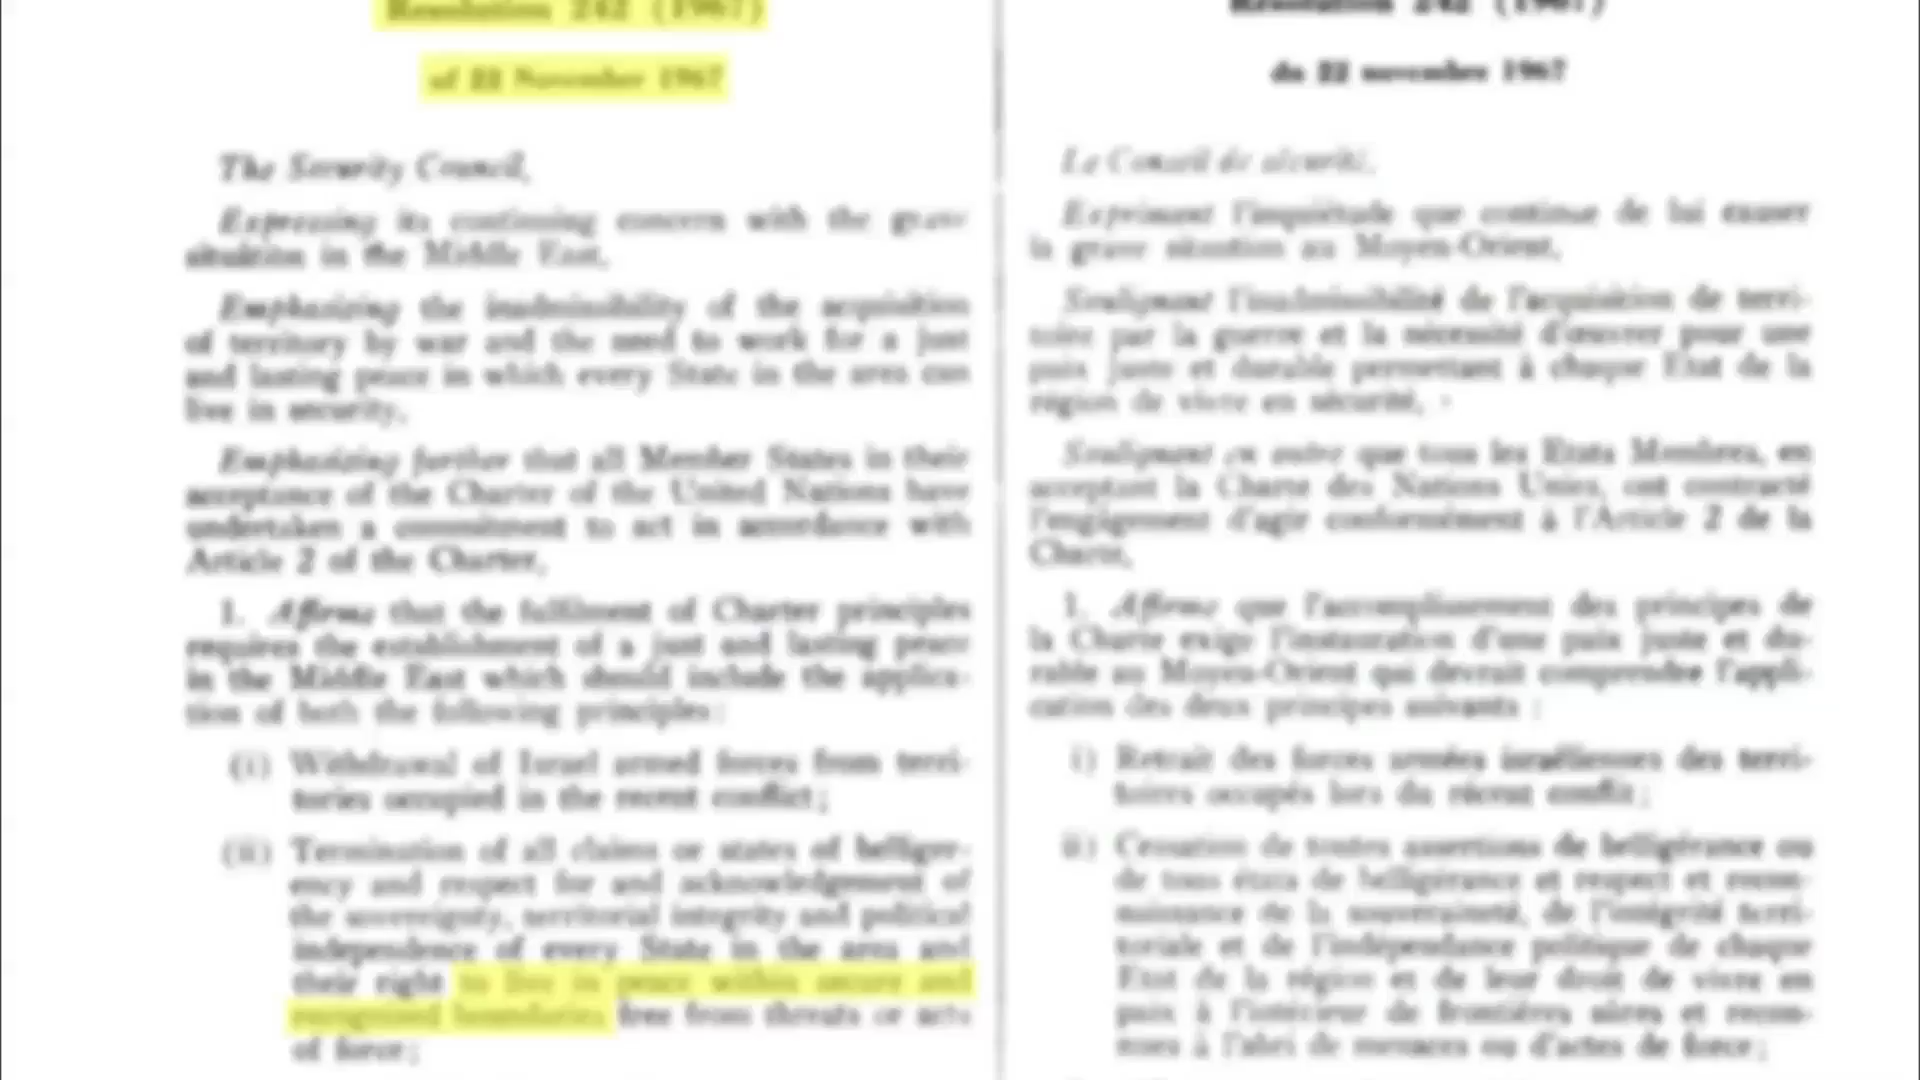 Resolution 242 (1967)
of 22 November 1967
The Security Council,
Expressing its continuing concern with the grave
situation in the Middle East,
Emphasizing the inadmissibility of the acquisition
of territory by war and the need to work for a just
and lasting peace in which every State in the area can
live in security,
Emphasizing further that all Member States in their
acceptance of the Charter of the United Nations have
undertaken a commitment to act in accordance with
Article 2 of the Charter,
1. Affirms that the fulfilment of Charter principles
requires the establishment of a just and lasting peace
in the Middle East which should include the applica-
tion of both the following principles:
(i) Withdrawal of Israel armed forces from terri-
tories occupied in the recent conflict;
(ii) Termination of all claims or states of belliger-
ency and respect for and acknowledgement of
the sovereignty, territorial integrity and political
independence of every State in the area and
their right to live in peace within secure and
recognized boundaries free from threats or acts
of force;
Résolution 242 (1967)
du 22 novembre 1967
Le Conseil de sécurité,
Exprimant l'inquiétude que continue de lui causer
la grave situation au Moyen-Orient,
Soulignant l'inadmissibilité de l'acquisition de terri-
toire par la guerre et la nécessité d'œuvrer pour une
paix juste et durable permettant à chaque Etat de la
région de vivre en sécurité,
Soulignant en outre que tous les Etats Membres, en
acceptant la Charte des Nations Unies, ont contracté
l'engagement d'agir conformément à l'Article 2 de la
Charte,
1. Affirme que l'accomplissement des principes de
la Charte exige l'instauration d'une paix juste et du-
rable au Moyen-Orient qui devrait comprendre l'appli-
cation des deux principes suivants :
i) Retrait des forces armées israéliennes des terri-
toires occupés lors du récent conflit;
ii) Cessation de toutes assertions de belligérance ou
de tous états de belligérance et respect et recon-
naissance de la souveraineté, de l'intégrité terri-
toriale et de l'indépendance politique de chaque
Etat de la région et de leur droit de vivre en
paix à l'intérieur de frontières sûres et recon-
nues à l'abri de menaces ou d'actes de force;